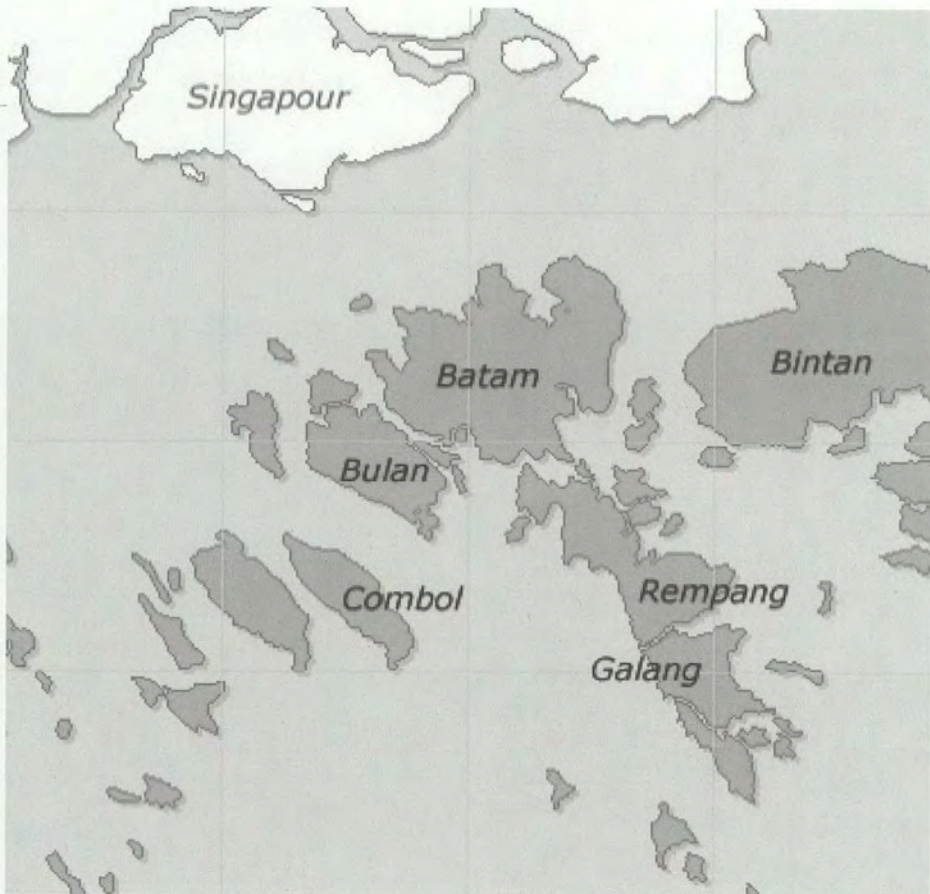 Singapour
Batam
Bintan
Bulan
Combol
Rempang
Galang